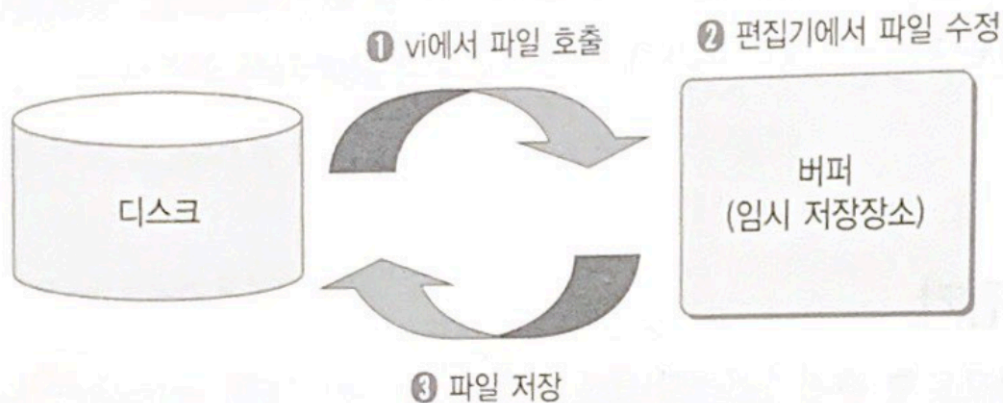 ❶ vi에서 파일 호출
❷ 편집기에서 파일 수정
디스크
버퍼
(임시 저장장소)
❸ 파일 저장